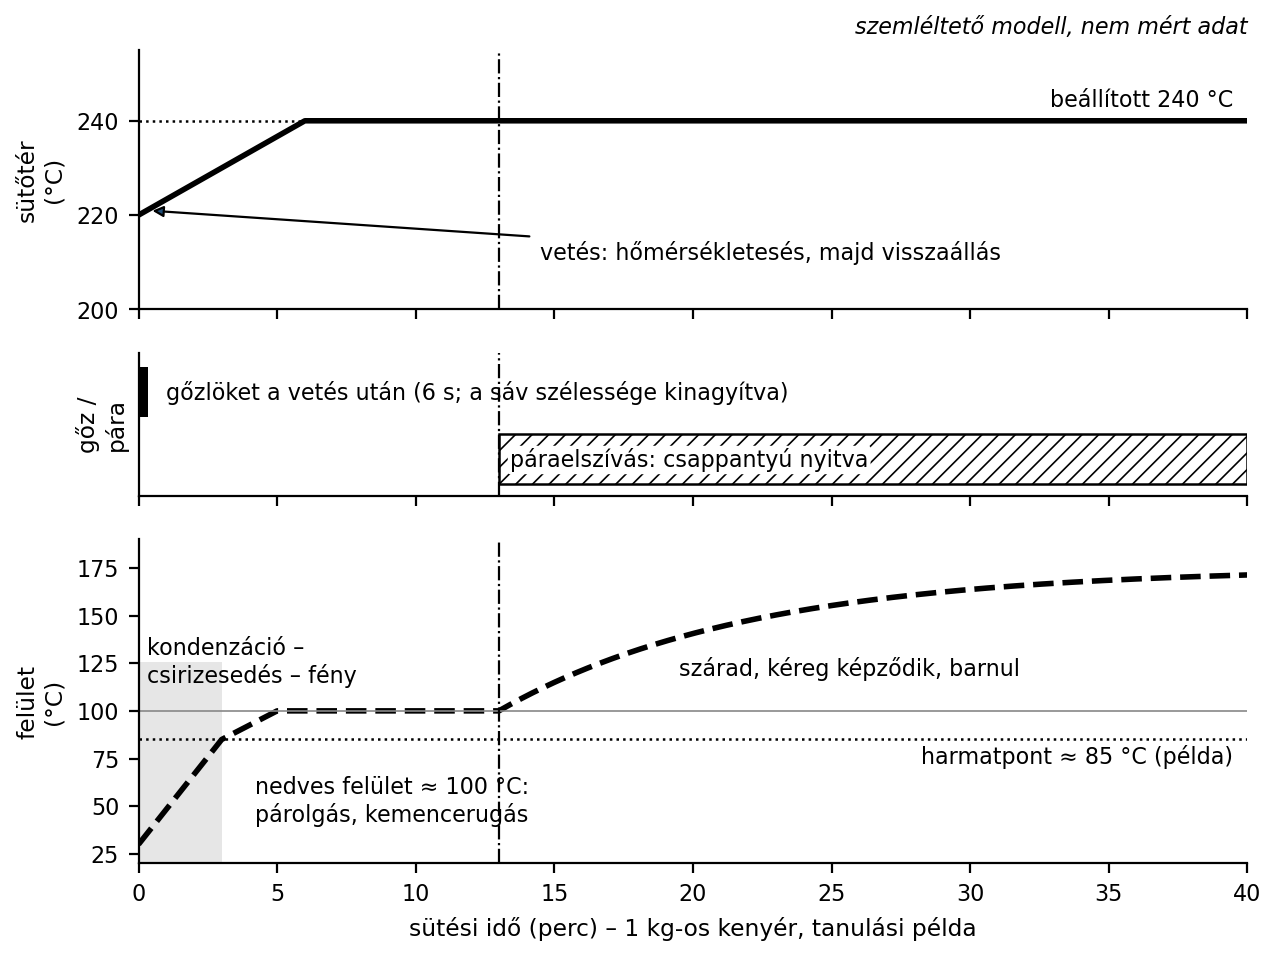 szemléltető modell, nem mért adat
beállított 240 °C
240
220
200
sütőtér
(°C)
vetés: hőmérsékletesés, majd visszaállás
gőz /
pára
gőzlöket a vetés után (6 s; a sáv szélessége kinagyítva)
páraelszívás: csappantyú nyitva
175
150
125
100
75
50
25
felület
(°C)
kondenzáció –
csirizesedés – fény
szárad, kéreg képződik, barnul
harmatpont ≈ 85 °C (példa)
nedves felület ≈ 100 °C:
párolgás, kemencerugás
0 5 10 15 20 25 30 35 40
sütési idő (perc) – 1 kg-os kenyér, tanulási példa